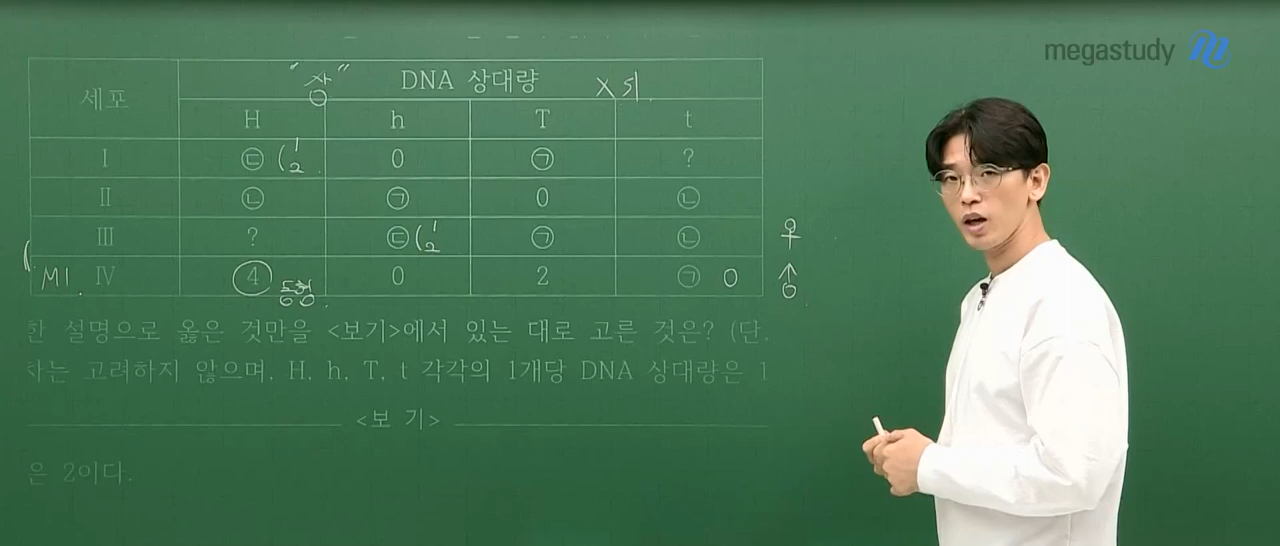 megastudy
세포 "상" DNA 상대량 X 뇌
H h T t
Ⅰ ㉢ ( 1 2 0 ㉠ ?
Ⅱ ㉡ ㉠ 0 ㉡
Ⅲ ? ㉢ ( 1 2 ㉠ ㉡ 우
M1 Ⅳ 4 동형 0 2 ㉠ 0
한 설명으로 옳은 것만을 <보기>에서 있는 대로 고른 것은? (단,
차는 고려하지 않으며, H, h, T, t 각각의 1개당 DNA 상대량은 1
<보 기>
은 2이다.